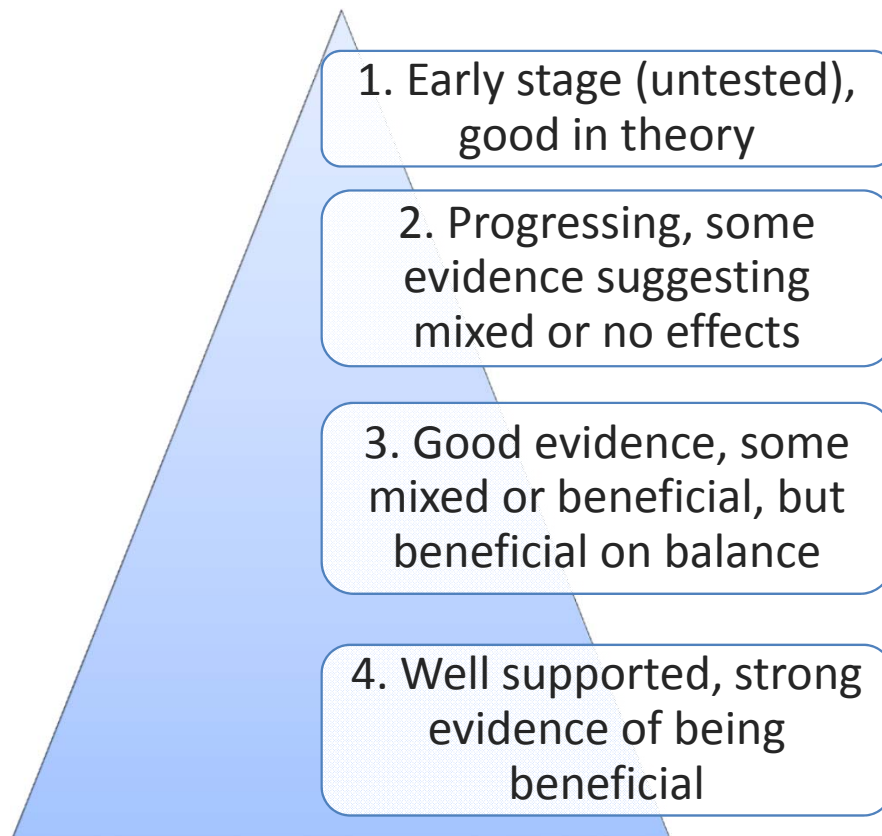 1. Early stage (untested),
good in theory
2. Progressing, some
evidence suggesting
mixed or no effects
3. Good evidence, some
mixed or beneficial, but
beneficial on balance
4. Well supported, strong
evidence of being
beneficial